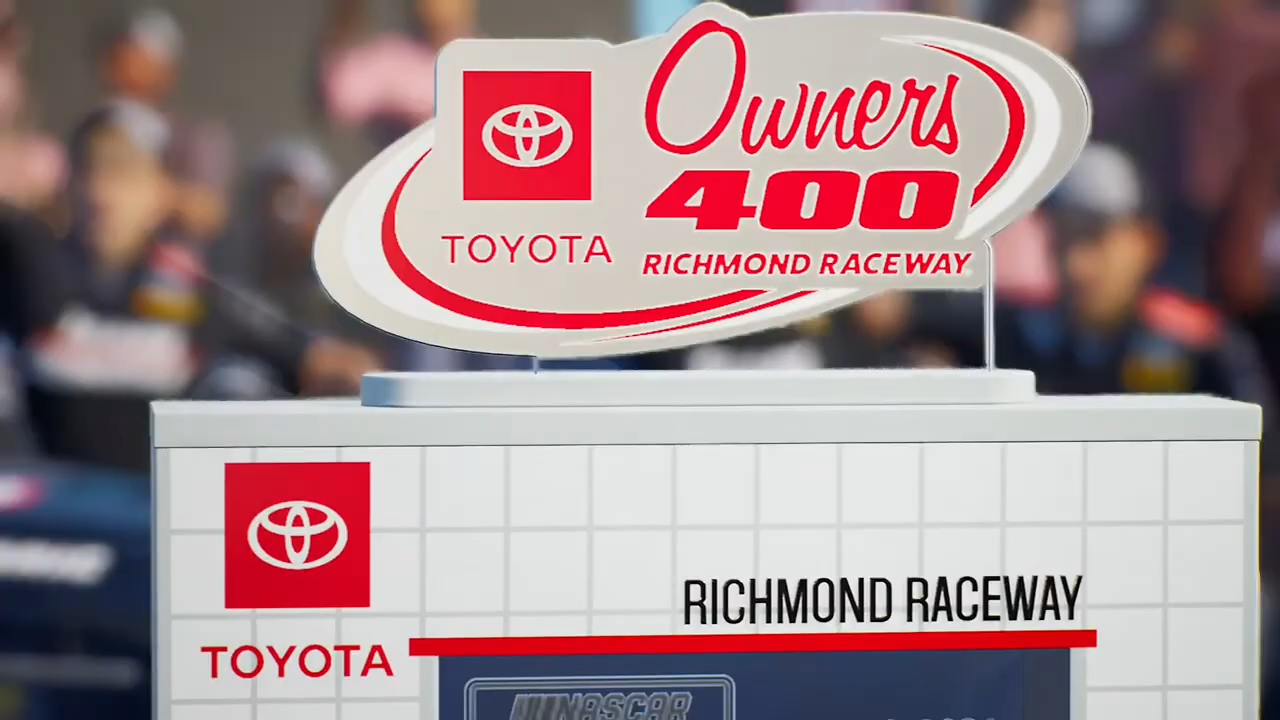 Owners
400
TOYOTA
RICHMOND RACEWAY
RICHMOND RACEWAY
TOYOTA
NASCAR